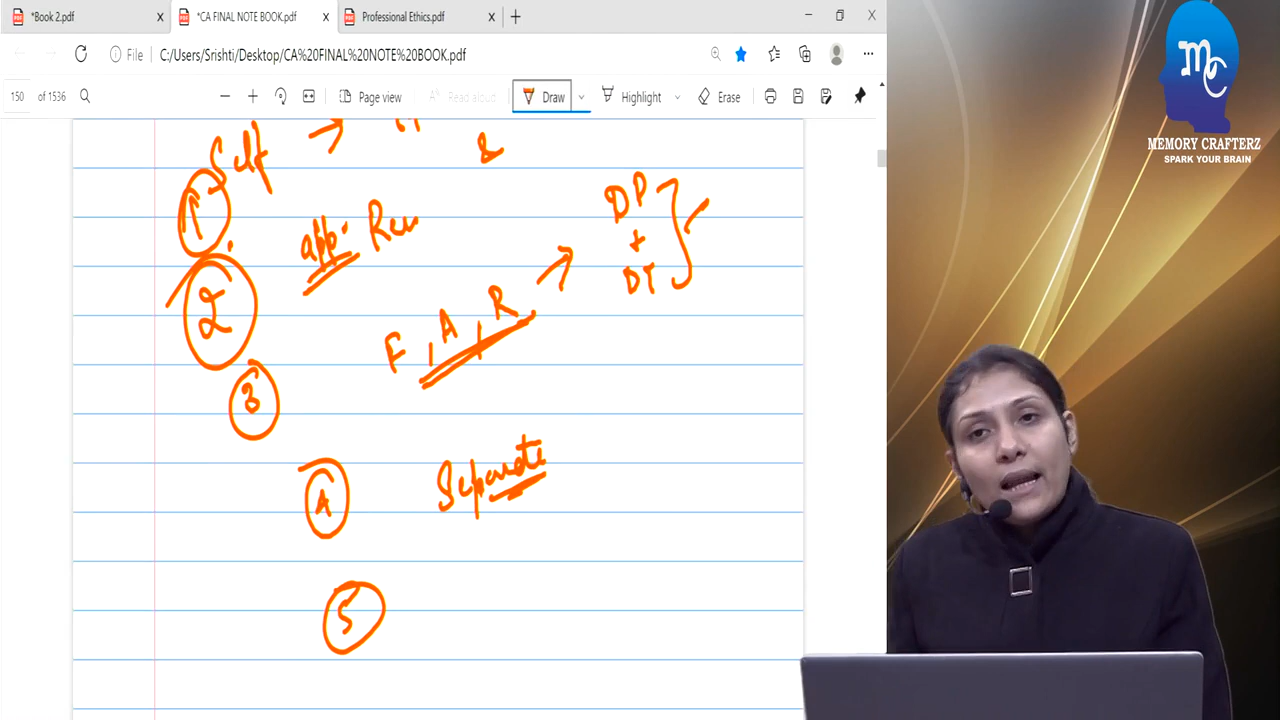 *Book 2.pdf
*CA FINAL NOTE BOOK.pdf
Professional Ethics.pdf
File C:/Users/Srishti/Desktop/CA%20FINAL%20NOTE%20BOOK.pdf
150 of 1536
Page view
Read aloud
Draw
Highlight
Erase
MC
MEMORY CRAFTERZ
SPARK YOUR BRAIN
Self → &
1
app. Rew
2
F, A, R → DP + DT
3
4 Separate
5